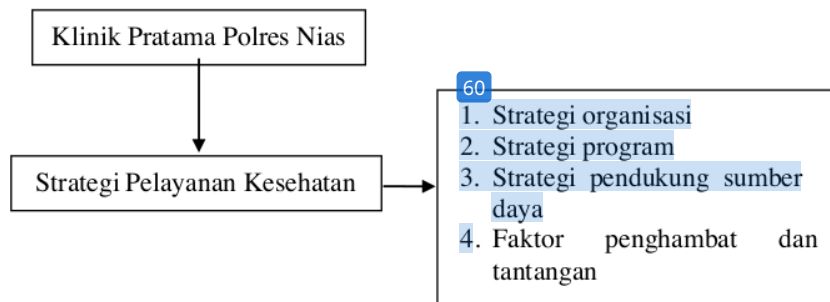 Klinik Pratama Polres Nias
60
1. Strategi organisasi
2. Strategi program
Strategi Pelayanan Kesehatan
3. Strategi pendukung sumber
daya
4. Faktor penghambat dan
tantangan